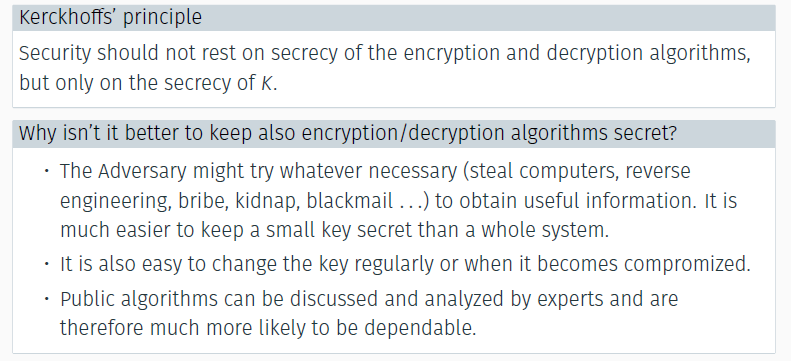 Kerckhoffs’ principle
Security should not rest on secrecy of the encryption and decryption algorithms,
but only on the secrecy of K.
Why isn’t it better to keep also encryption/decryption algorithms secret?
• The Adversary might try whatever necessary (steal computers, reverse
engineering, bribe, kidnap, blackmail . . .) to obtain useful information. It is
much easier to keep a small key secret than a whole system.
• It is also easy to change the key regularly or when it becomes compromized.
• Public algorithms can be discussed and analyzed by experts and are
therefore much more likely to be dependable.